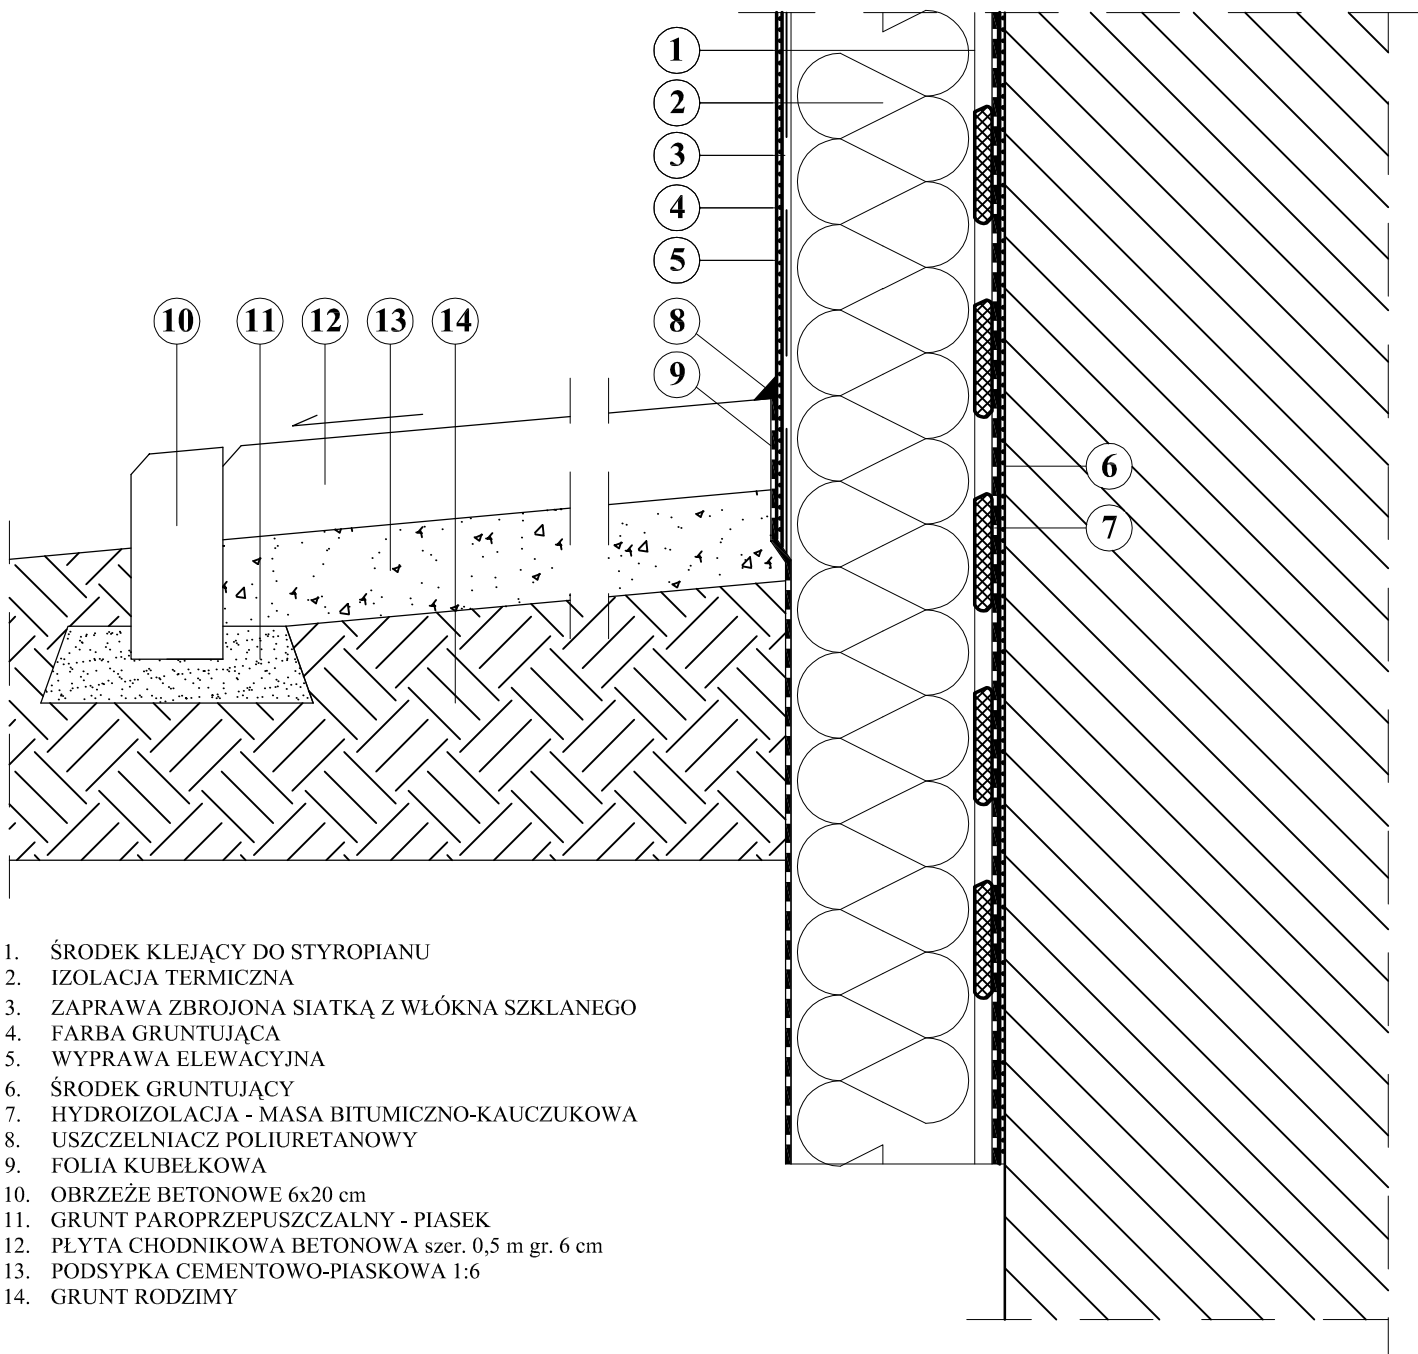 1
2
3
4
5
10 11 12 13 14
8
9
6
7
1. ŚRODEK KLEJĄCY DO STYROPIANU
2. IZOLACJA TERMICZNA
3. ZAPRAWA ZBROJONA SIATKĄ Z WŁÓKNA SZKLANEGO
4. FARBA GRUNTUJĄCA
5. WYPRAWA ELEWACYJNA
6. ŚRODEK GRUNTUJĄCY
7. HYDROIZOLACJA - MASA BITUMICZNO-KAUCZUKOWA
8. USZCZELNIACZ POLIURETANOWY
9. FOLIA KUBEŁKOWA
10. OBRZEŻE BETONOWE 6x20 cm
11. GRUNT PAROPRZEPUSZCZALNY - PIASEK
12. PŁYTA CHODNIKOWA BETONOWA szer. 0,5 m gr. 6 cm
13. PODSYPKA CEMENTOWO-PIASKOWA 1:6
14. GRUNT RODZIMY